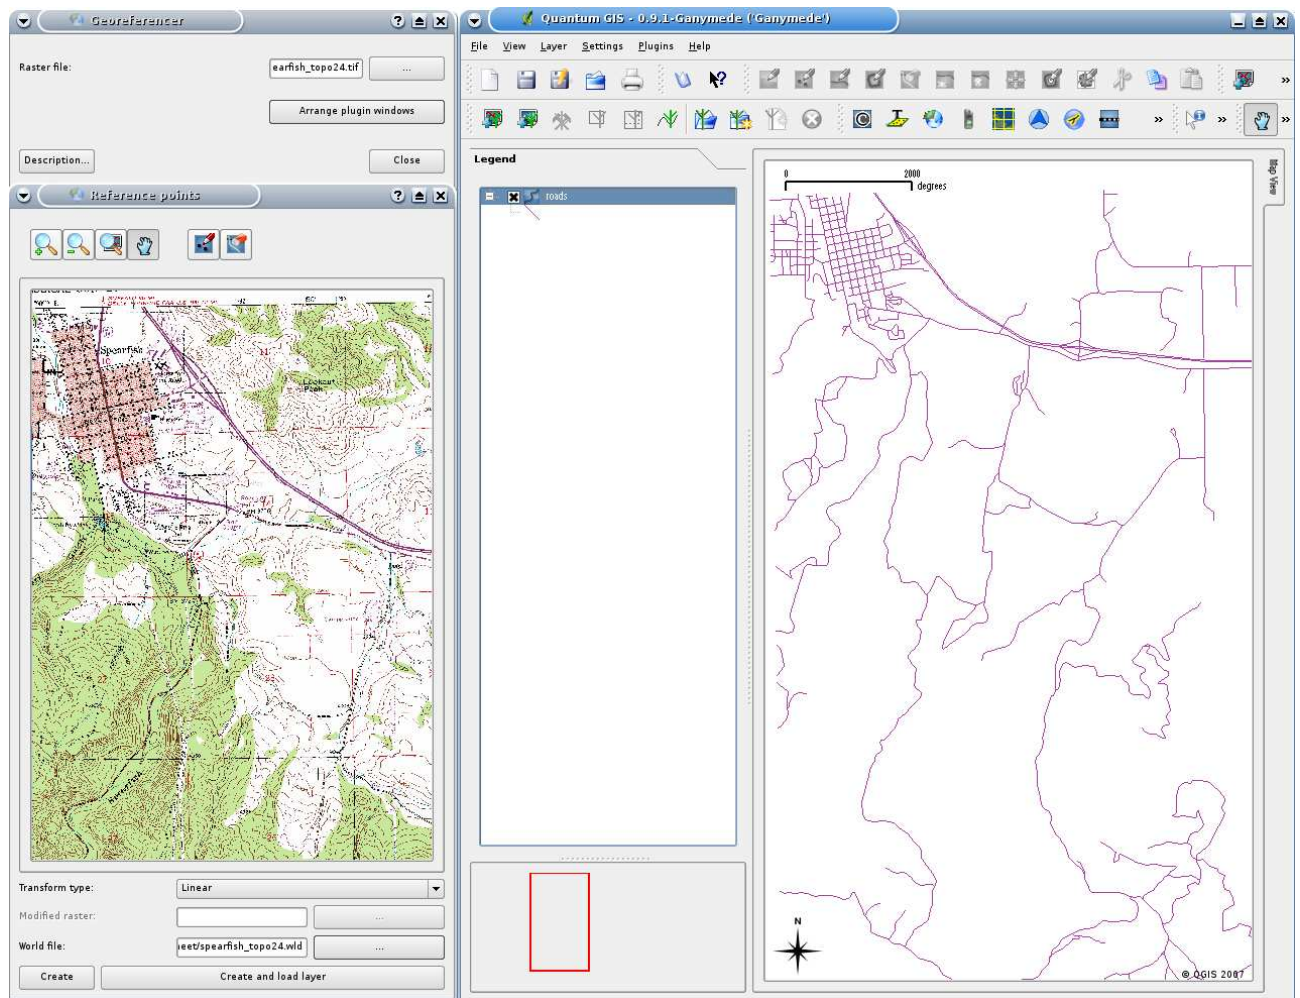 Georeferencer
Raster file:
earfish_topo24.tif
...
Arrange plugin windows
Description...
Close
Reference points
Spearfish
Lookout
Peak
Transform type:
Linear
Modified raster:
...
World file:
eet/spearfish_topo24.wld
...
Create
Create and load layer
Quantum GIS - 0.9.1-Ganymede ('Ganymede')
File View Layer Settings Plugins Help
Legend
roads
Map View
0 2000
degrees
N
© QGIS 2007